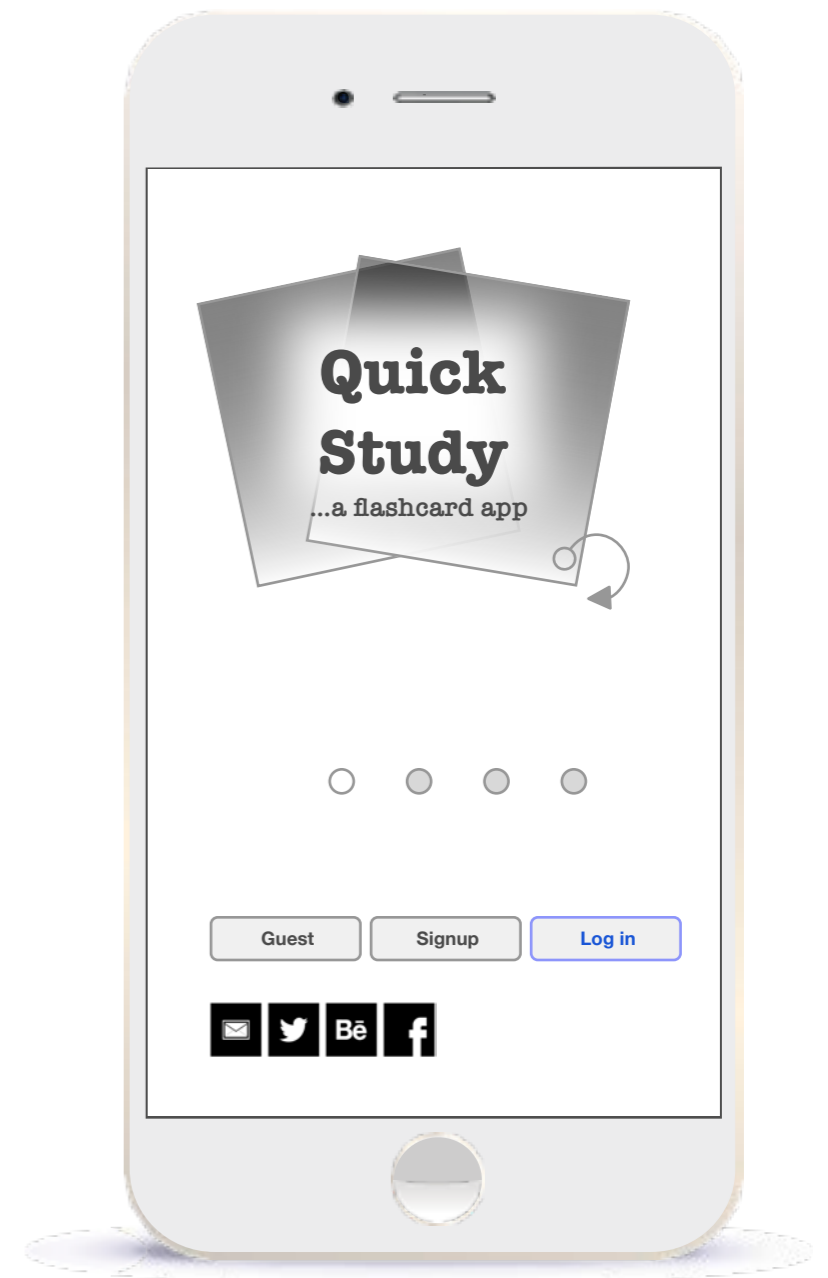 Quick
Study
...a flashcard app
Guest
Signup
Log in
Bē
f